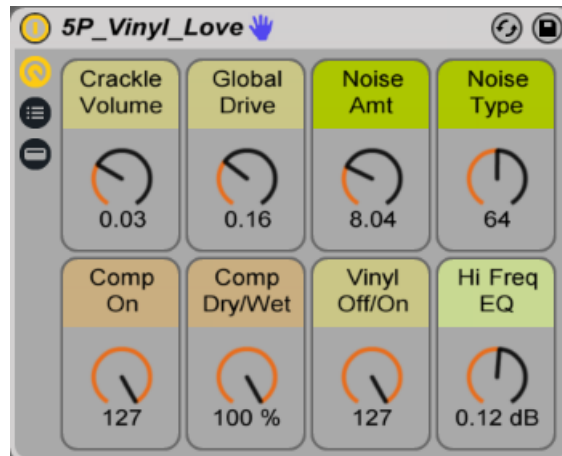 5P_Vinyl_Love
Crackle Volume
Global Drive
Noise Amt
Noise Type
0.03
0.16
8.04
64
Comp On
Comp Dry/Wet
Vinyl Off/On
Hi Freq EQ
127
100 %
127
0.12 dB